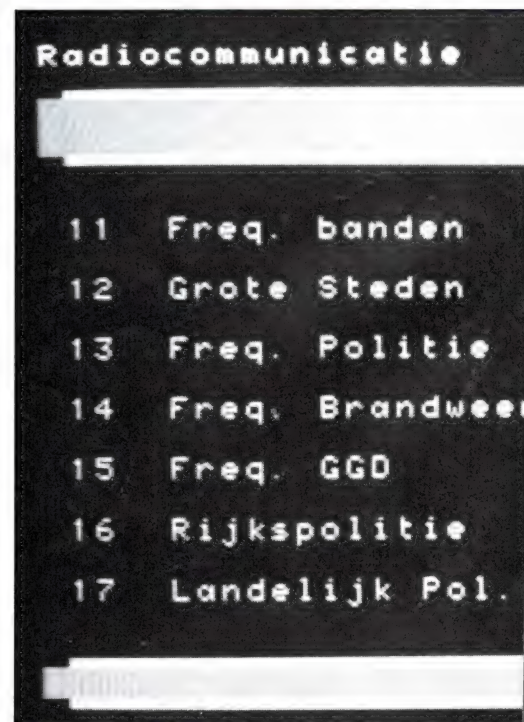 Radiocommunicatie
11 Freq. banden
12 Grote Steden
13 Freq. Politie
14 Freq. Brandweer
15 Freq. GGD
16 Rijkspolitie
17 Landelijk Pol.